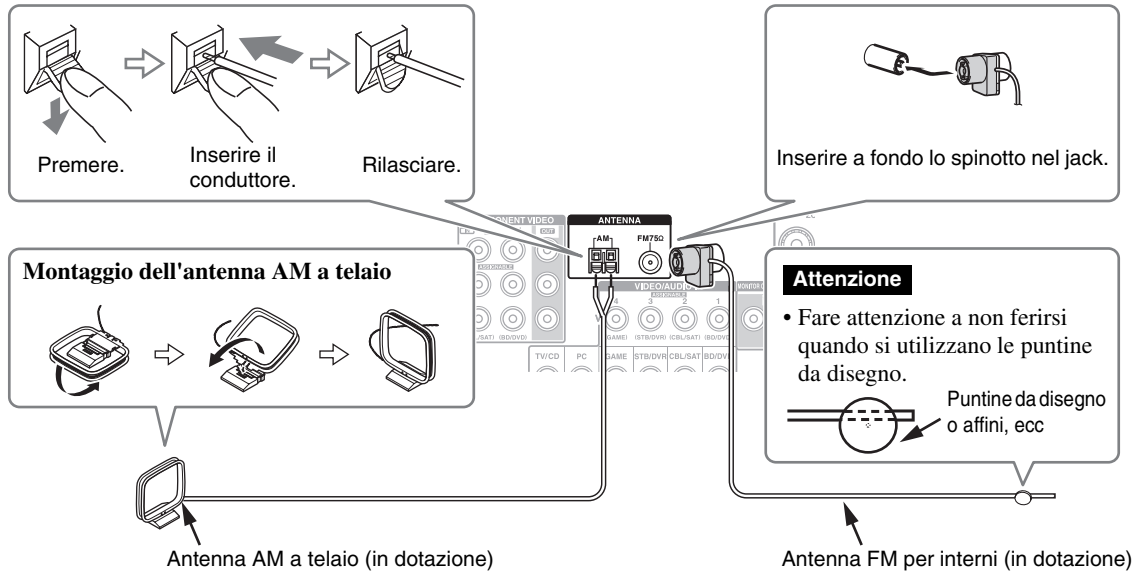 Premere.
Inserire il
conduttore.
Rilasciare.
Inserire a fondo lo spinotto nel jack.
VIDEO
OUT
ASSIGNABLE
ANTENNA
AM
FM75Ω
VIDEO/AUDIO
ASSIGNABLE
4 3 2 1
MONITOR
(BD/DVD) GAME) (STB/DVR) (CBL/SAT)
TV/CD PC GAME STB/DVR CBL/SAT BD/DVD
Montaggio dell'antenna AM a telaio
Attenzione
• Fare attenzione a non ferirsi
quando si utilizzano le puntine
da disegno.
Puntine da disegno
o affini, ecc
Antenna AM a telaio (in dotazione)
Antenna FM per interni (in dotazione)